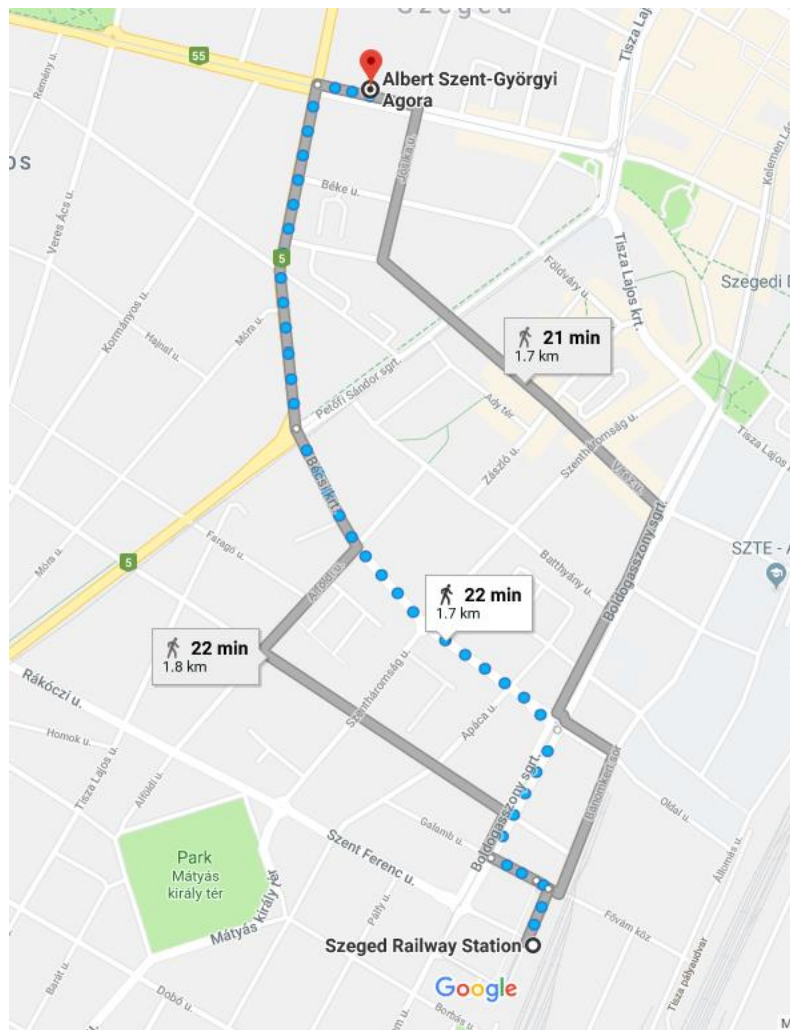 Szeged
Tisza Lajos
55
Remény u.
Albert Szent-Györgyi
Agora
Jósika u.
Kelemen Lás
OS
Veres Ács u.
Béke u.
Tisza Lajos krt.
5
Földváry u.
Szegedi D
Kormányos u.
Móra u.
Hajnal u.
21 min
1.7 km
Petőfi Sándor sgrt.
Ady tér
Szentháromság u.
Tisza Lajos k
Zászló u.
Vitéz u.
Bécsi krt.
Boldogasszony sgrt.
Faragó u.
Móra u.
5
Batthyány u.
SZTE - A
Alföldi u.
22 min
1.7 km
22 min
1.8 km
Rákóczi u.
Szentháromság u.
Homok u.
Apáca u.
Tisza Lajos u.
Alföldi u.
Boldogasszony sgrt.
Bánomkert sor
Oldal u.
Galamb u.
Állomás u.
Park
Mátyás
király tér
Szent Ferenc u.
Pálfy u.
Fővám köz
Mátyás király tér
Szeged Railway Station
Tisza pályaudvar
Barát u.
Google
Dobó u.
Borbás u.
M